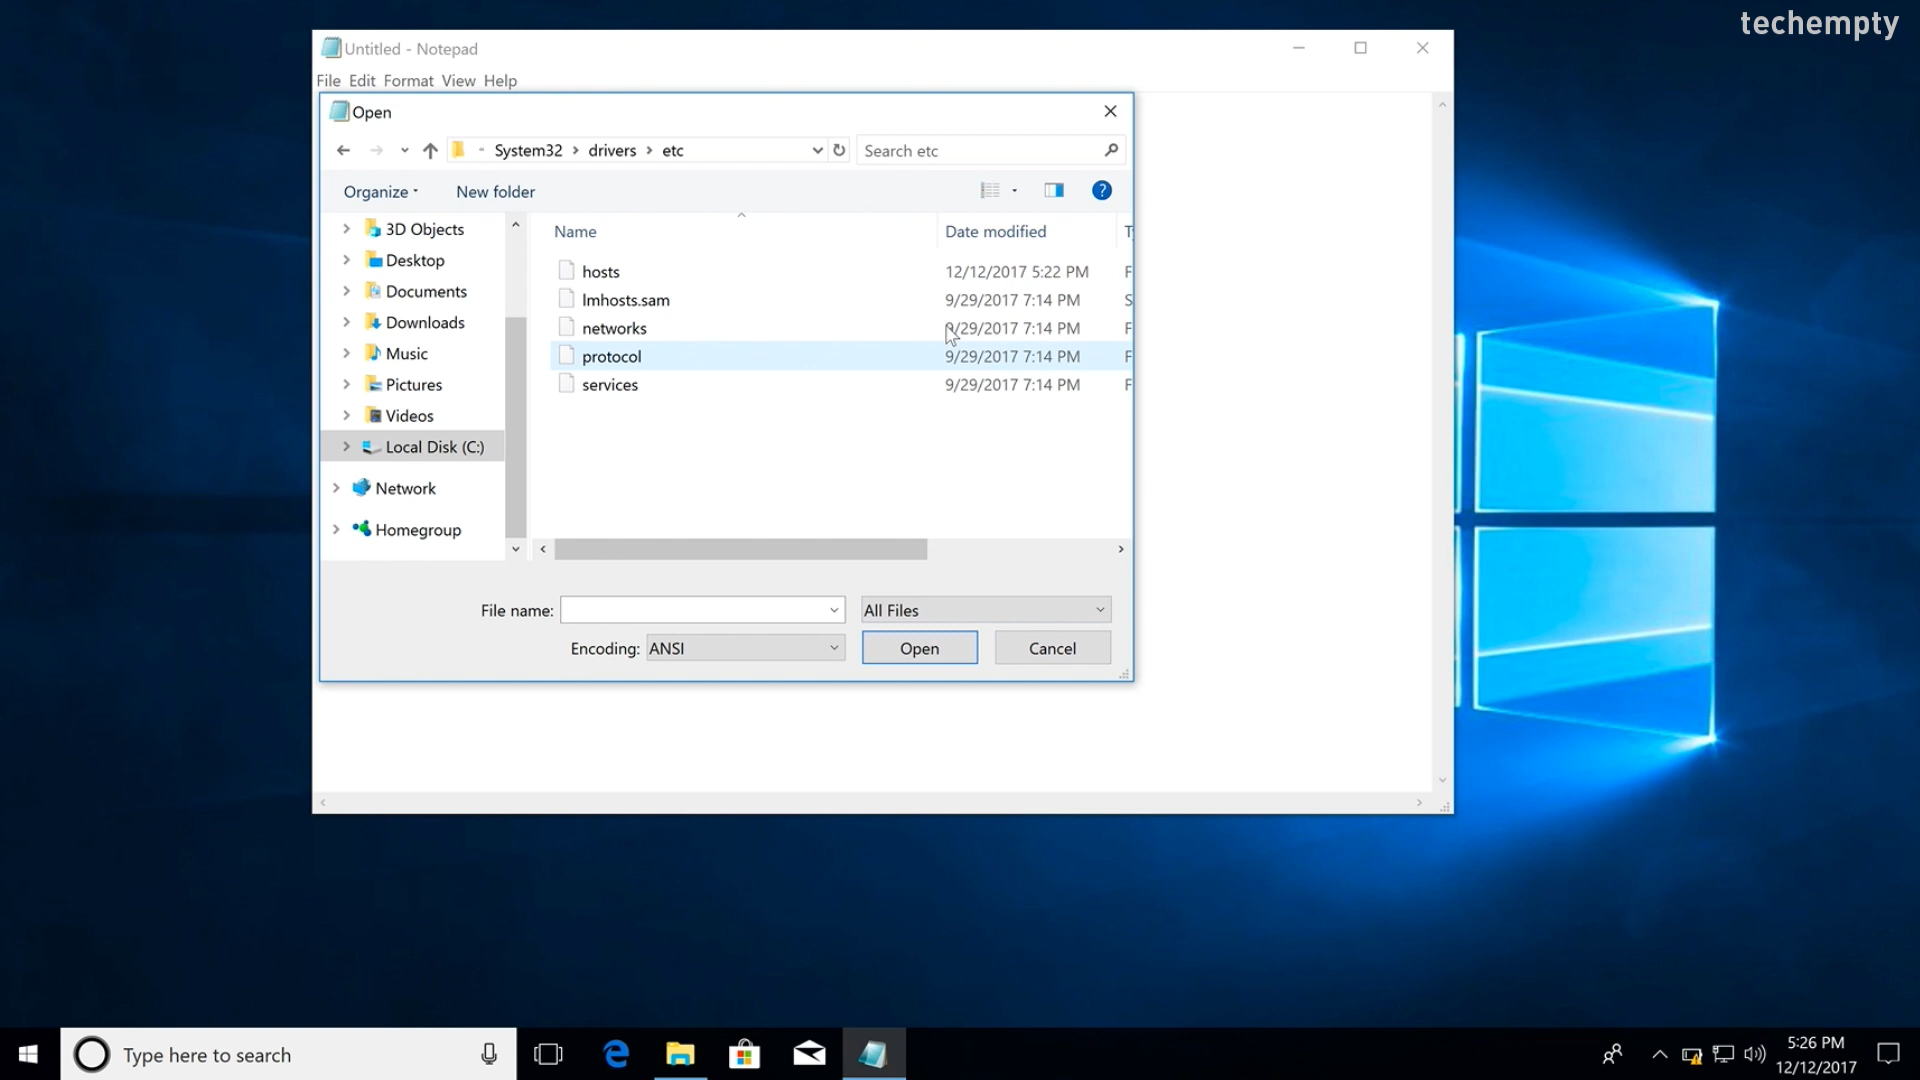 techempty
Untitled - Notepad
File Edit Format View Help
Open
System32 > drivers > etc
Search etc
Organize
New folder
Name
Date modified
3D Objects
Desktop
Documents
Downloads
Music
Pictures
Videos
Local Disk (C:)
Network
Homegroup
hosts 12/12/2017 5:22 PM F
lmhosts.sam 9/29/2017 7:14 PM S
networks 9/29/2017 7:14 PM F
protocol 9/29/2017 7:14 PM F
services 9/29/2017 7:14 PM F
File name:
All Files
Encoding: ANSI
Open
Cancel
Type here to search
5:26 PM
12/12/2017